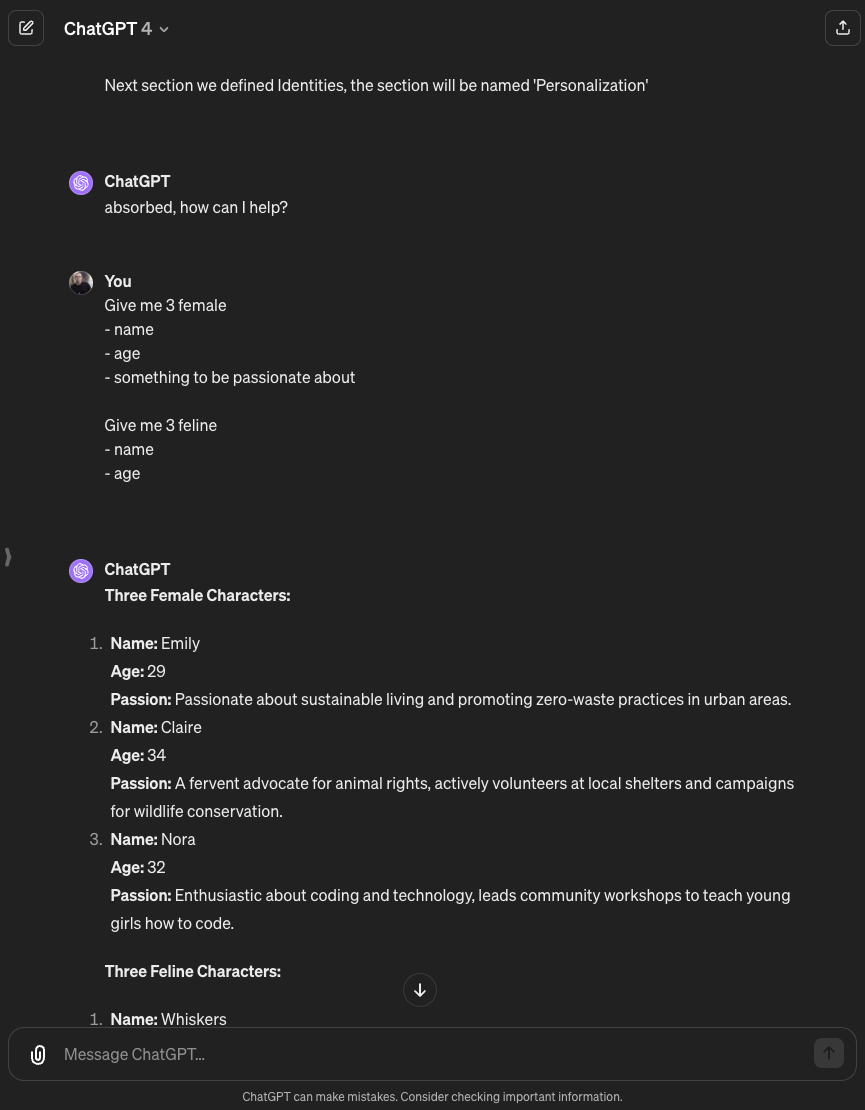 ChatGPT 4
Next section we defined Identities, the section will be named 'Personalization'
ChatGPT
absorbed, how can I help?
You
Give me 3 female
- name
- age
- something to be passionate about
Give me 3 feline
- name
- age
ChatGPT
Three Female Characters:
1. Name: Emily
Age: 29
Passion: Passionate about sustainable living and promoting zero-waste practices in urban areas.
2. Name: Claire
Age: 34
Passion: A fervent advocate for animal rights, actively volunteers at local shelters and campaigns
for wildlife conservation.
3. Name: Nora
Age: 32
Passion: Enthusiastic about coding and technology, leads community workshops to teach young
girls how to code.
Three Feline Characters:
1. Name: Whiskers
Message ChatGPT...
ChatGPT can make mistakes. Consider checking important information.